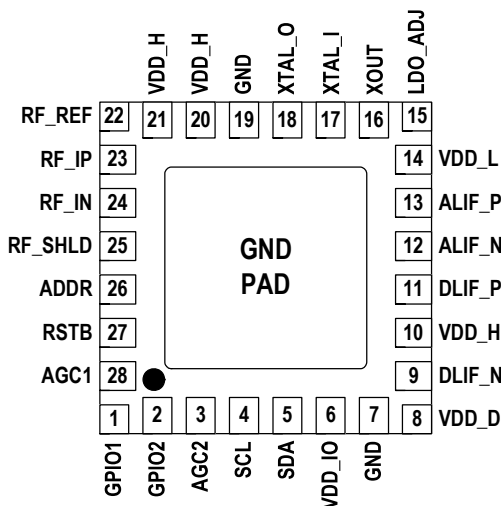 VDD_H
VDD_H
GND
XTAL_O
XTAL_I
XOUT
LDO_ADJ
RF_REF 22 21 20 19 18 17 16 15
RF_IP 23 14 VDD_L
RF_IN 24 13 ALIF_P
RF_SHLD 25 12 ALIF_N
GND
PAD
ADDR 26 11 DLIF_P
RSTB 27 10 VDD_H
AGC1 28 9 DLIF_N
1 2 3 4 5 6 7 8 VDD_D
GPIO1
GPIO2
AGC2
SCL
SDA
VDD_IO
GND